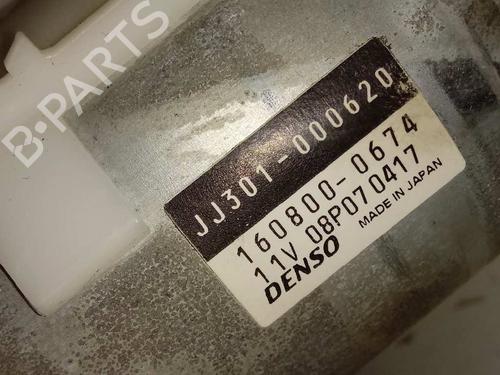 B-PARTS
JJ301-000620
160800-0674
11V 08P070417
DENSO MADE IN JAPAN